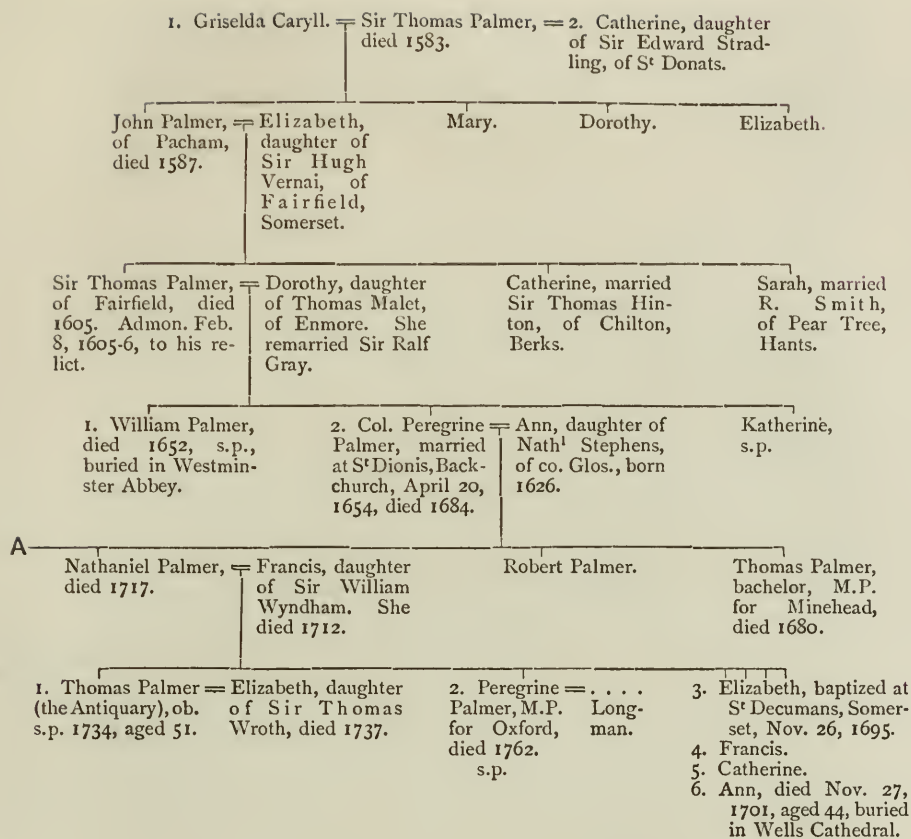 1. Griselda Caryll. = Sir Thomas Palmer, = 2. Catherine, daughter
died 1583.
of Sir Edward Strad-
ling, of Sᵗ Donats.
John Palmer, =
of Pacham,
died 1587.
Elizabeth,
daughter of
Sir Hugh
Vernai, of
Fairfield,
Somerset.
Mary.
Dorothy.
Elizabeth.
Sir Thomas Palmer, =
of Fairfield, died
1605. Admon. Feb.
8, 1605-6, to his re-
lict.
Dorothy, daughter
of Thomas Malet,
of Enmore. She
remarried Sir Ralf
Gray.
Catherine, married
Sir Thomas Hin-
ton, of Chilton,
Berks.
Sarah, married
R. Smith,
of Pear Tree,
Hants.
1. William Palmer,
died 1652, s.p.,
buried in Westmin-
ster Abbey.
2. Col. Peregrine =
Palmer, married
at Sᵗ Dionis, Back-
church, April 20,
1654, died 1684.
Ann, daughter of
Nathˡ Stephens,
of co. Glos., born
1626.
Katherine,
s.p.
A
Nathaniel Palmer, =
died 1717.
Francis, daughter
of Sir William
Wyndham. She
died 1712.
Robert Palmer.
Thomas Palmer,
bachelor, M.P.
for Minehead,
died 1680.
1. Thomas Palmer =
(the Antiquary), ob.
s.p. 1734, aged 51.
Elizabeth, daughter
of Sir Thomas
Wroth, died 1737.
2. Peregrine =
Palmer, M.P.
for Oxford,
died 1762.
s.p.
. . . .
Long-
man.
3. Elizabeth, baptized at
Sᵗ Decumans, Somer-
set, Nov. 26, 1695.
4. Francis.
5. Catherine.
6. Ann, died Nov. 27,
1701, aged 44, buried
in Wells Cathedral.